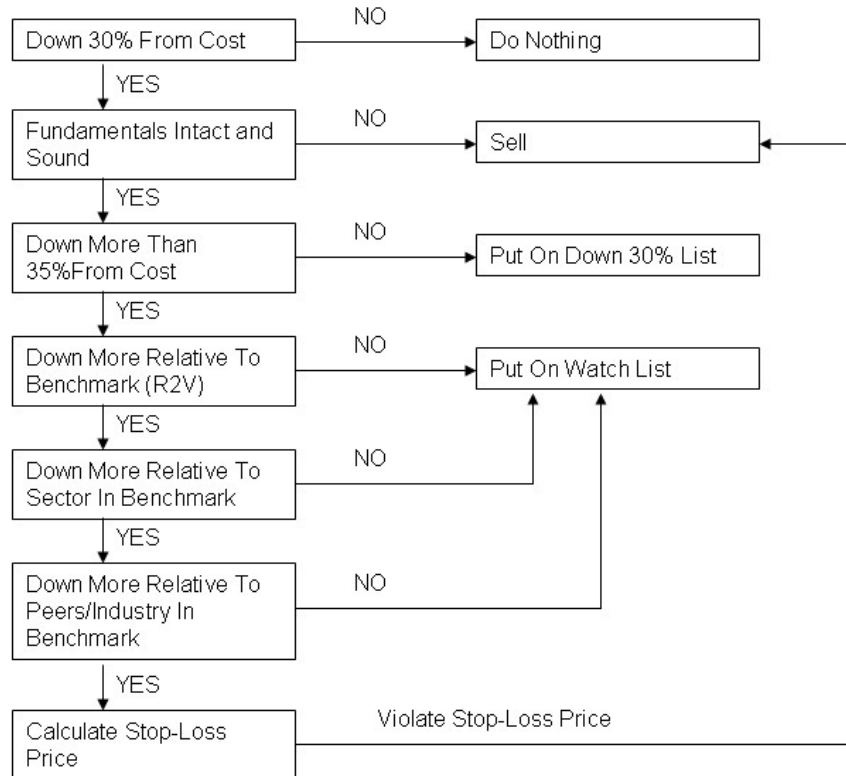 Down 30% From Cost
NO
Do Nothing
YES
Fundamentals Intact and
Sound
NO
Sell
YES
Down More Than
35%From Cost
NO
Put On Down 30% List
YES
Down More Relative To
Benchmark (R2V)
NO
Put On Watch List
YES
Down More Relative To
Sector In Benchmark
NO
YES
Down More Relative To
Peers/Industry In
Benchmark
NO
YES
Calculate Stop-Loss
Price
Violate Stop-Loss Price